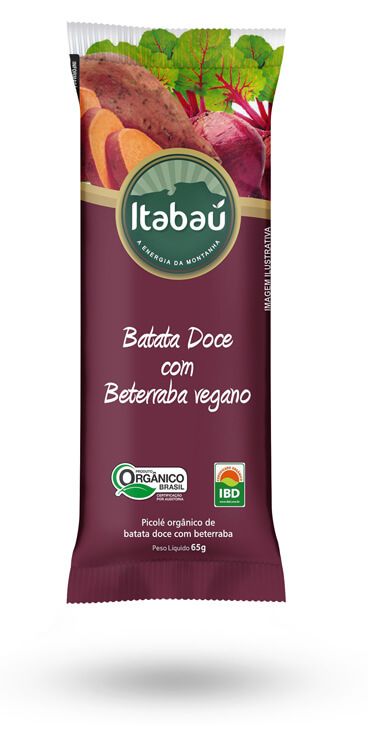 Itabaú
A ENERGIA DA MONTANHA
IMAGEM ILUSTRATIVA
Batata Doce
com
Beterraba vegano
PRODUTO
ORGÂNICO
BRASIL
CERTIFICAÇÃO
POR AUDITORIA
IBD
Picolé orgânico de
batata doce com beterraba
Peso Líquido 65g